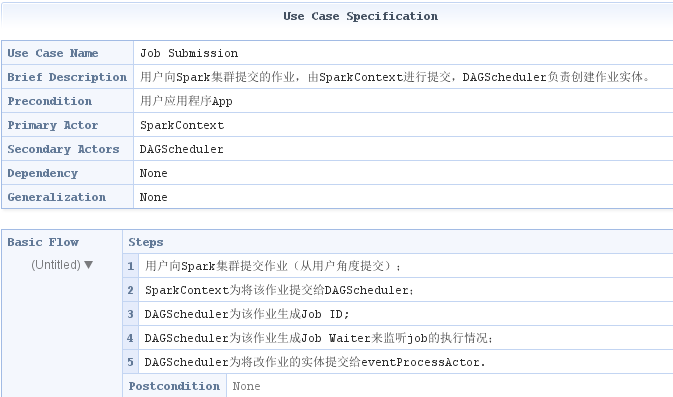 Use Case Specification
Use Case Name Job Submission
Brief Description 用户向Spark集群提交的作业，由SparkContext进行提交，DAGScheduler负责创建作业实体。
Precondition 用户应用程序App
Primary Actor SparkContext
Secondary Actors DAGScheduler
Dependency None
Generalization None
Basic Flow Steps
(Untitled) ▼
1 用户向Spark集群提交作业（从用户角度提交）；
2 SparkContext为将该作业提交给DAGScheduler；
3 DAGScheduler为该作业生成Job ID;
4 DAGScheduler为该作业生成Job Waiter来监听job的执行情况；
5 DAGScheduler为将改作业的实体提交给eventProcessActor.
Postcondition None